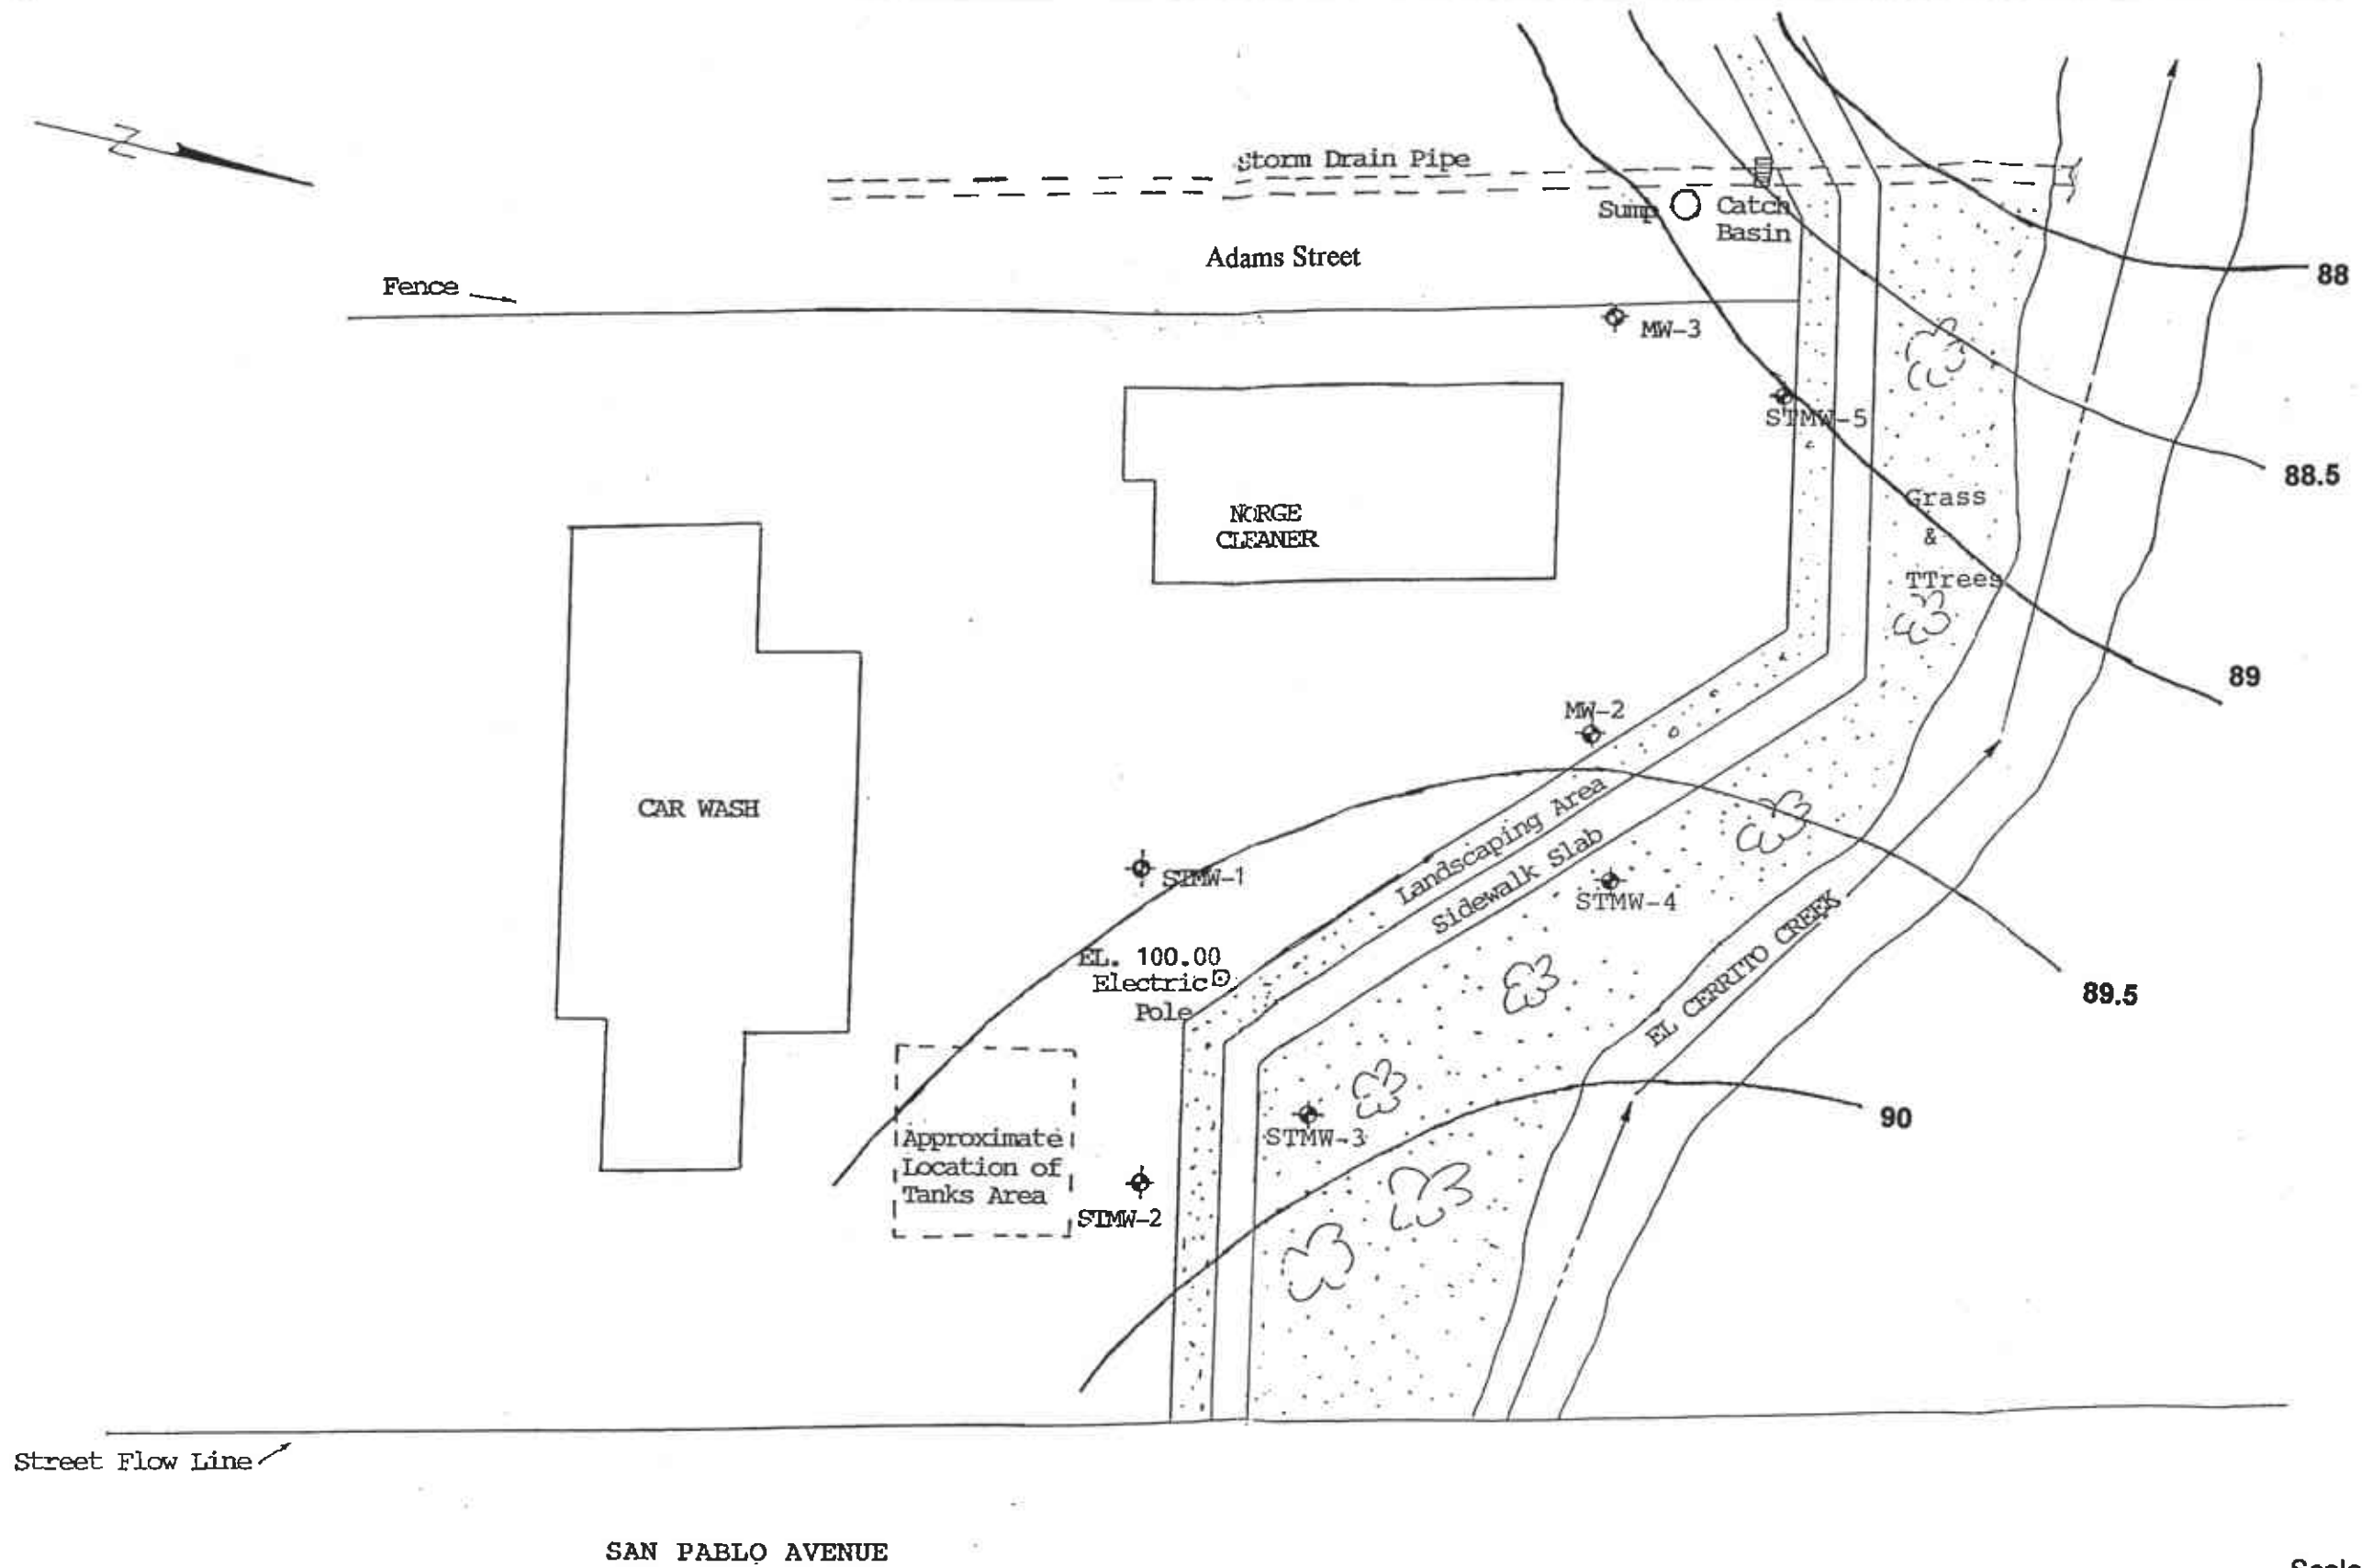 N
Storm Drain Pipe
Sump
Catch
Basin
Adams Street
Fence
88
MW-3
STMW-5
88.5
Grass
&
TTrees
NORGE
CLEANER
89
MW-2
CAR WASH
Landscaping Area
Sidewalk Slab
STMW-1
STMW-4
EL. 100.00
Electric
Pole
EL CERRITO CREEK
89.5
90
STMW-3
Approximate
Location of
Tanks Area
STMW-2
Street Flow Line
SAN PABLO AVENUE